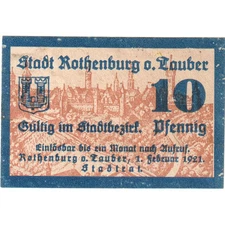 Stadt Rothenburg o. Tauber
10
Gültig im Stadtbezirk. Pfennig
Einlösbar bis ein Monat nach Aufruf.
Rothenburg o. Tauber, 1. Februar 1921.
Stadtrat.